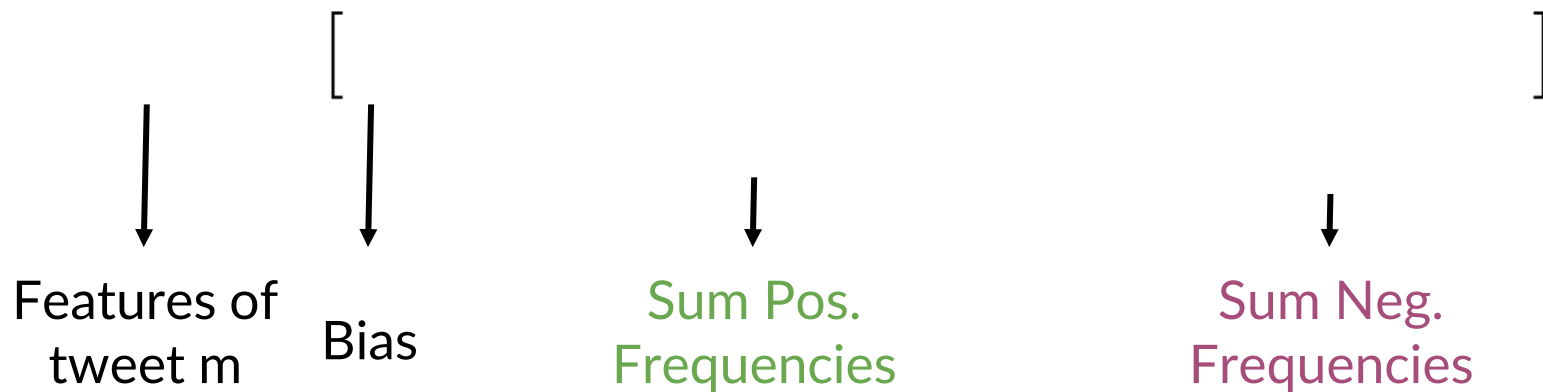 [ ]
Features of
tweet m
Bias
Sum Pos.
Frequencies
Sum Neg.
Frequencies